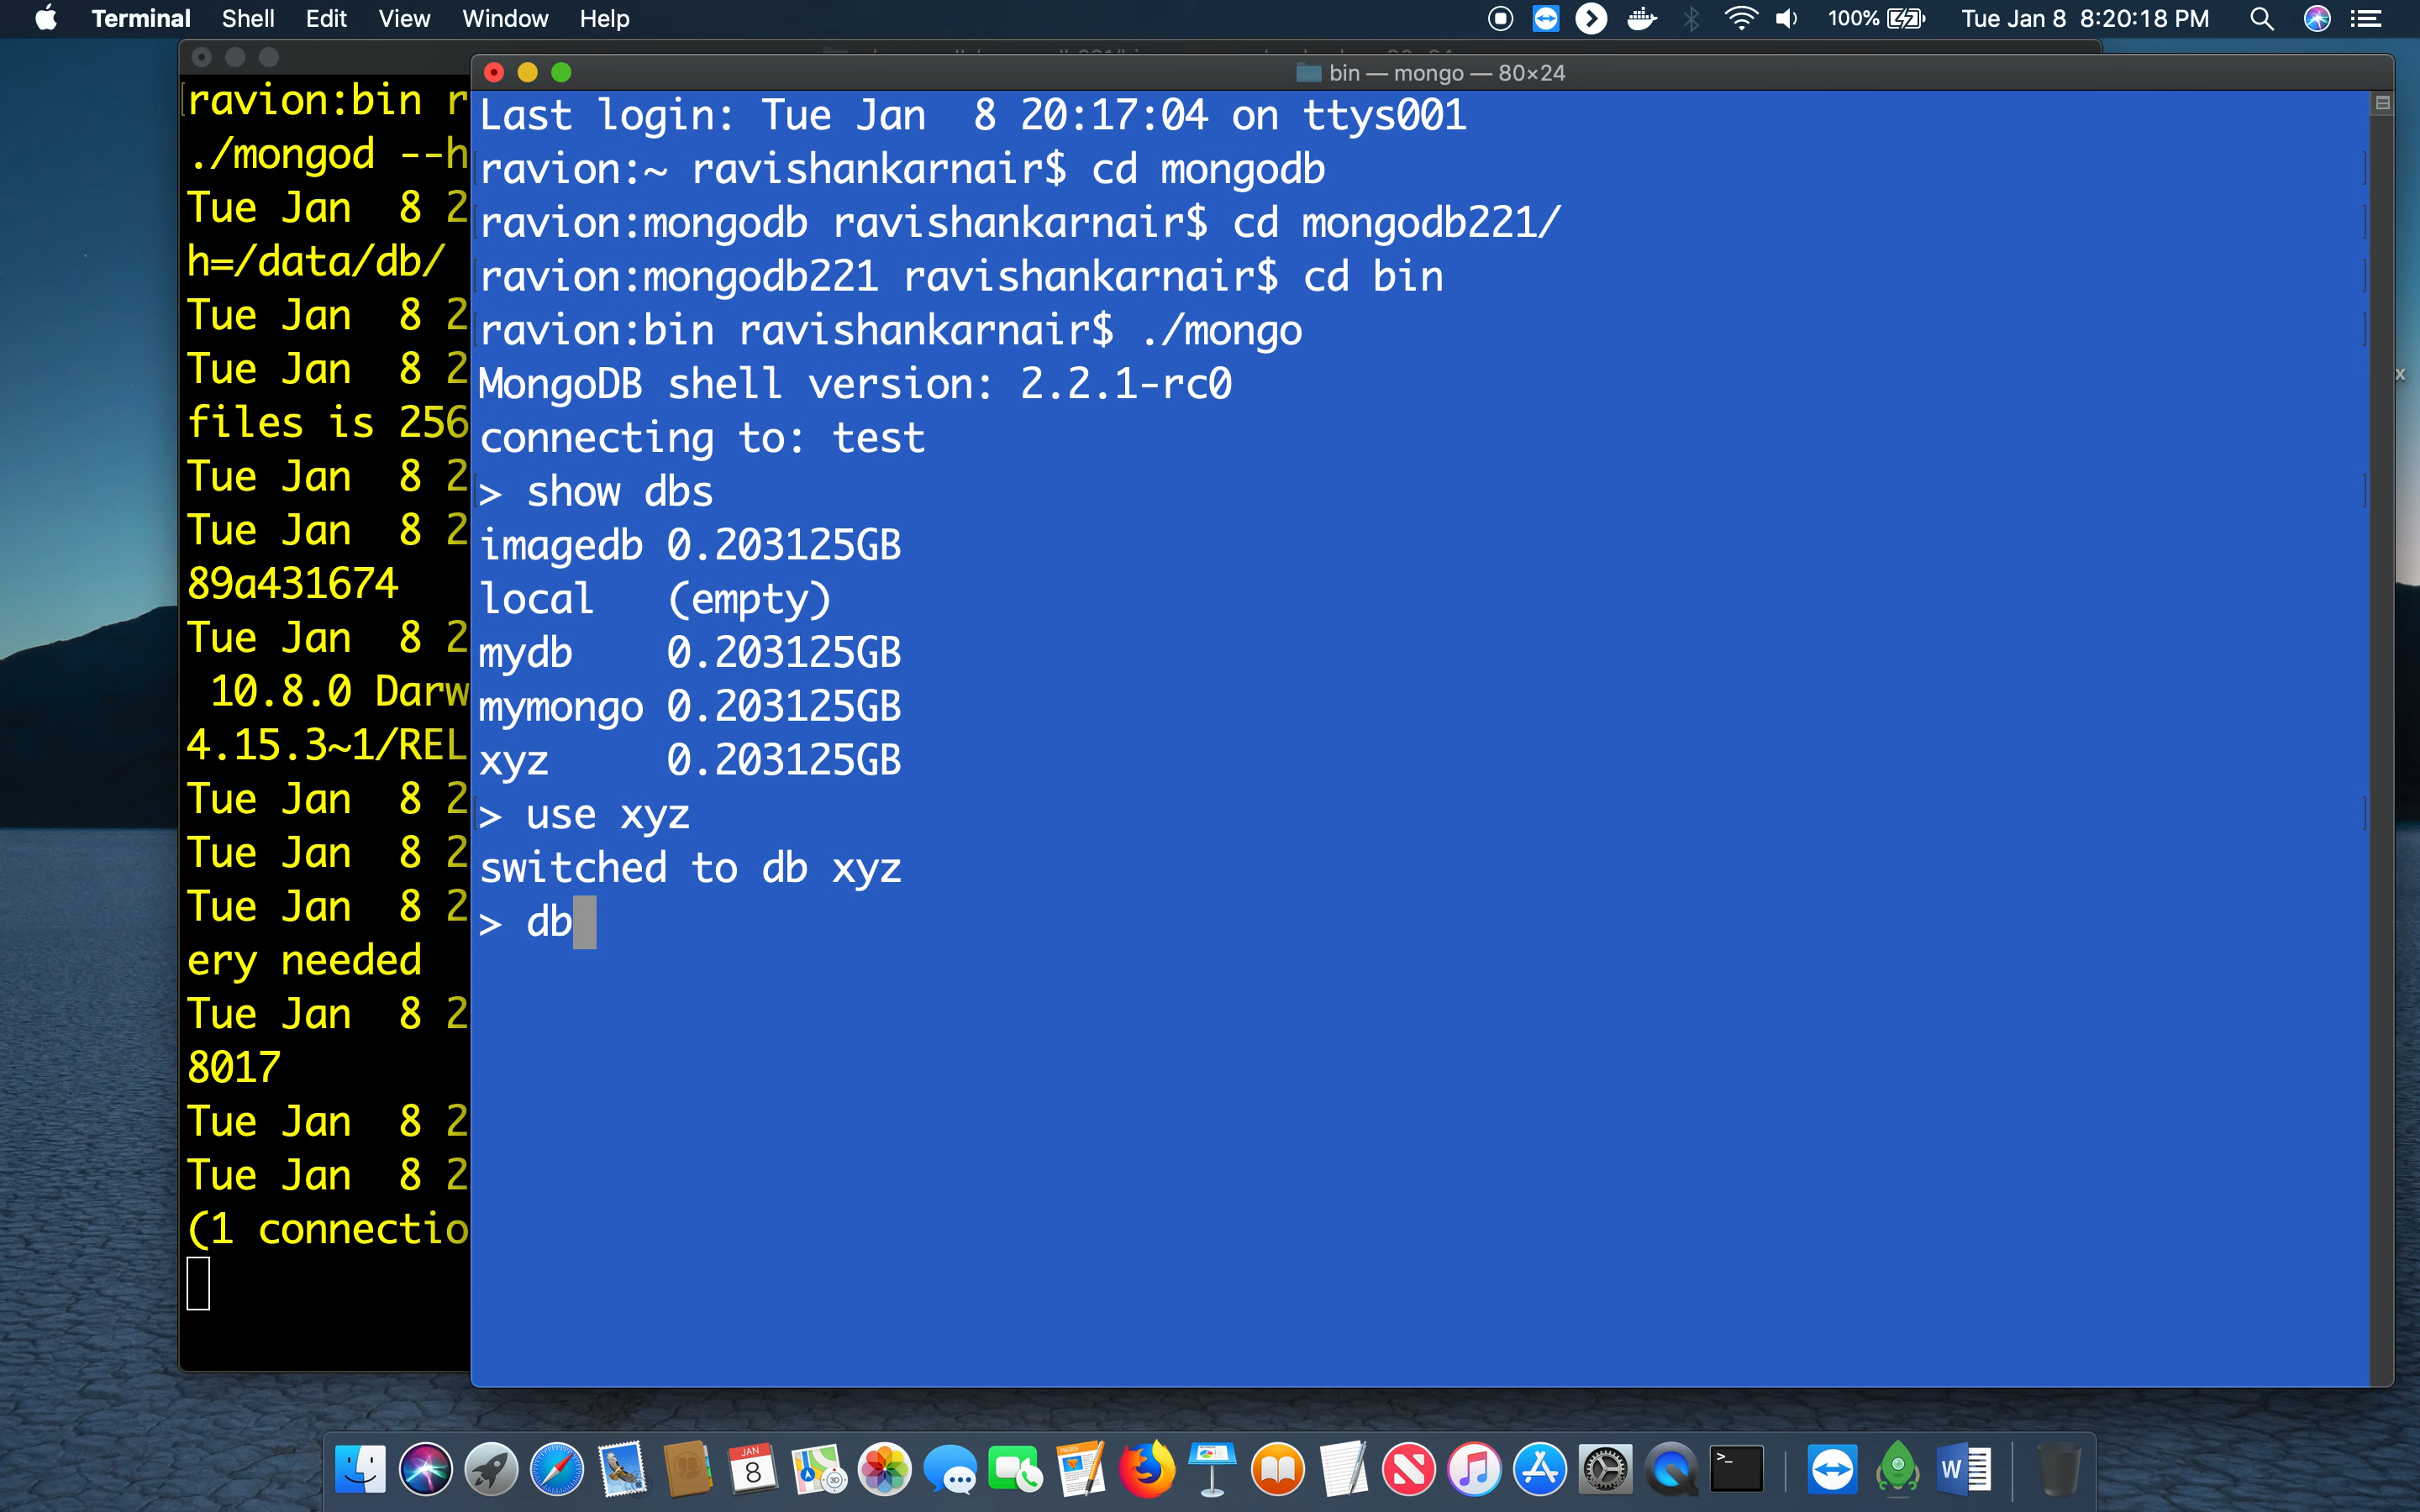 Terminal Shell Edit View Window Help 100% Tue Jan 8 8:20:18 PM
bin — mongo — 80×24
ravion:bin r
./mongod --h
Tue Jan  8 2
h=/data/db/
Tue Jan  8 2
Tue Jan  8 2
files is 256
Tue Jan  8 2
Tue Jan  8 2
89a431674
Tue Jan  8 2
 10.8.0 Darw
4.15.3~1/REL
Tue Jan  8 2
Tue Jan  8 2
Tue Jan  8 2
ery needed
Tue Jan  8 2
8017
Tue Jan  8 2
Tue Jan  8 2
(1 connectio
Last login: Tue Jan  8 20:17:04 on ttys001
ravion:~ ravishankarnair$ cd mongodb
ravion:mongodb ravishankarnair$ cd mongodb221/
ravion:mongodb221 ravishankarnair$ cd bin
ravion:bin ravishankarnair$ ./mongo
MongoDB shell version: 2.2.1-rc0
connecting to: test
> show dbs
imagedb 0.203125GB
local   (empty)
mydb    0.203125GB
mymongo 0.203125GB
xyz     0.203125GB
> use xyz
switched to db xyz
> db
x
JAN
8
PAGES
3D
>_
W